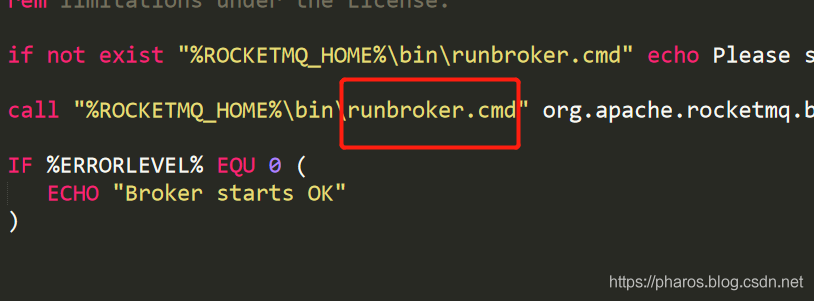 rem limitations under the License.
if not exist "%ROCKETMQ_HOME%\bin\runbroker.cmd" echo Please s
call "%ROCKETMQ_HOME%\bin\runbroker.cmd" org.apache.rocketmq.b
IF %ERRORLEVEL% EQU 0 (
ECHO "Broker starts OK"
)
https://pharos.blog.csdn.net